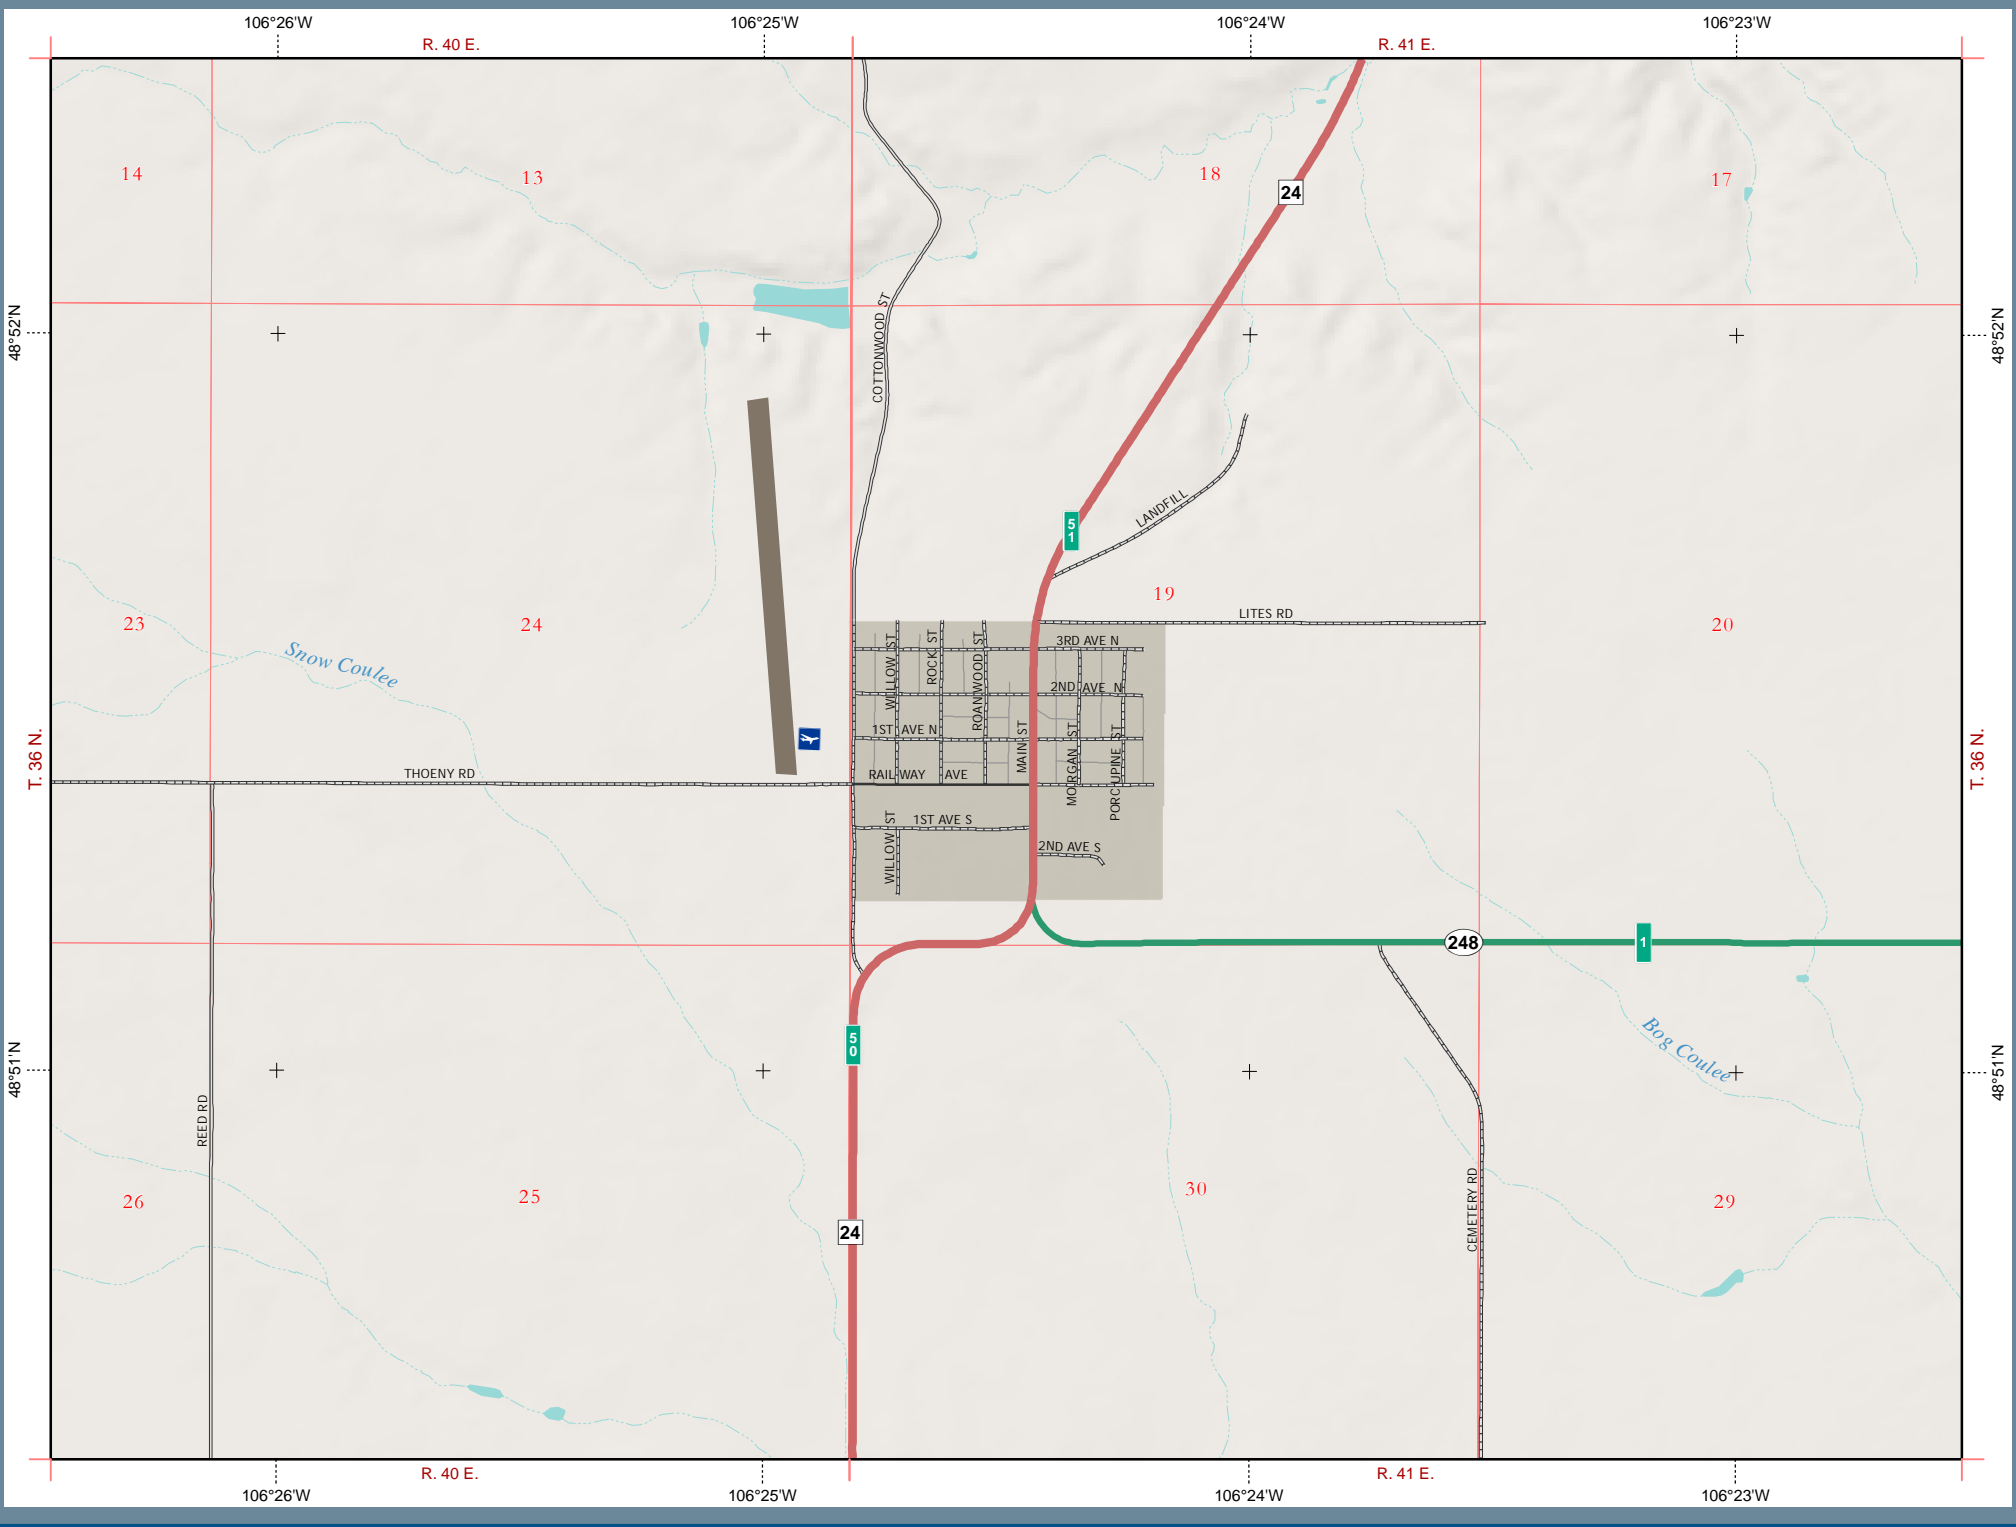 106°26'W
106°25'W
106°24'W
106°23'W
R. 40 E.
R. 41 E.
14
13
18
17
24
48°52'N
48°52'N
COTTONWOOD ST
51
LANDFILL
19
LITES RD
23
24
20
Snow Coulee
3RD AVE N
WILLOW ST
ROCK ST
ROANWOOD ST
2ND AVE N
1ST AVE N
MAIN ST
MORGAN ST
PORCUPINE ST
T. 36 N.
T. 36 N.
THOENY RD
RAILWAY AVE
1ST AVE S
WILLOW ST
2ND AVE S
248
1
50
Bog Coulee
48°51'N
48°51'N
REED RD
CEMETERY RD
26
25
30
29
24
R. 40 E.
R. 41 E.
106°26'W
106°25'W
106°24'W
106°23'W